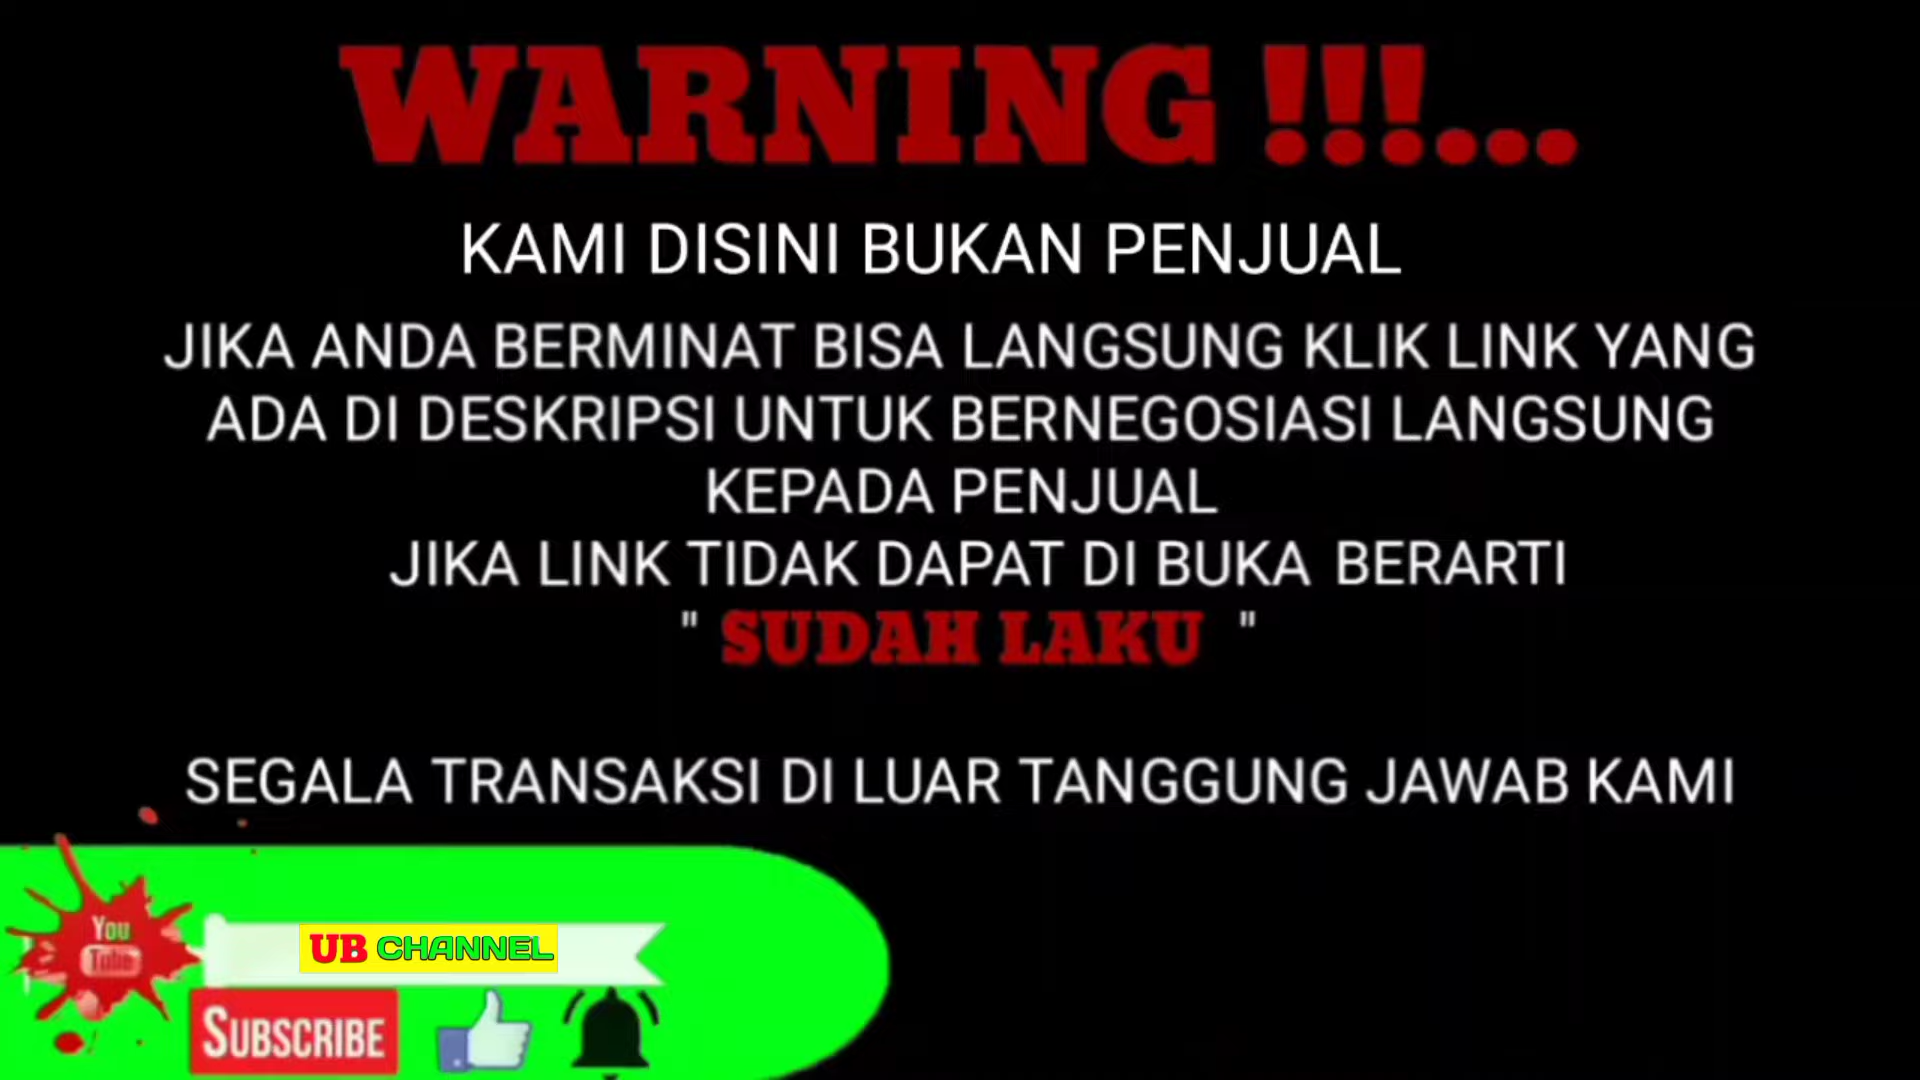 WARNING !!!...
KAMI DISINI BUKAN PENJUAL
JIKA ANDA BERMINAT BISA LANGSUNG KLIK LINK YANG
ADA DI DESKRIPSI UNTUK BERNEGOSIASI LANGSUNG
KEPADA PENJUAL
JIKA LINK TIDAK DAPAT DI BUKA BERARTI
" SUDAH LAKU "
SEGALA TRANSAKSI DI LUAR TANGGUNG JAWAB KAMI
You
Tube
UB CHANNEL
SUBSCRIBE